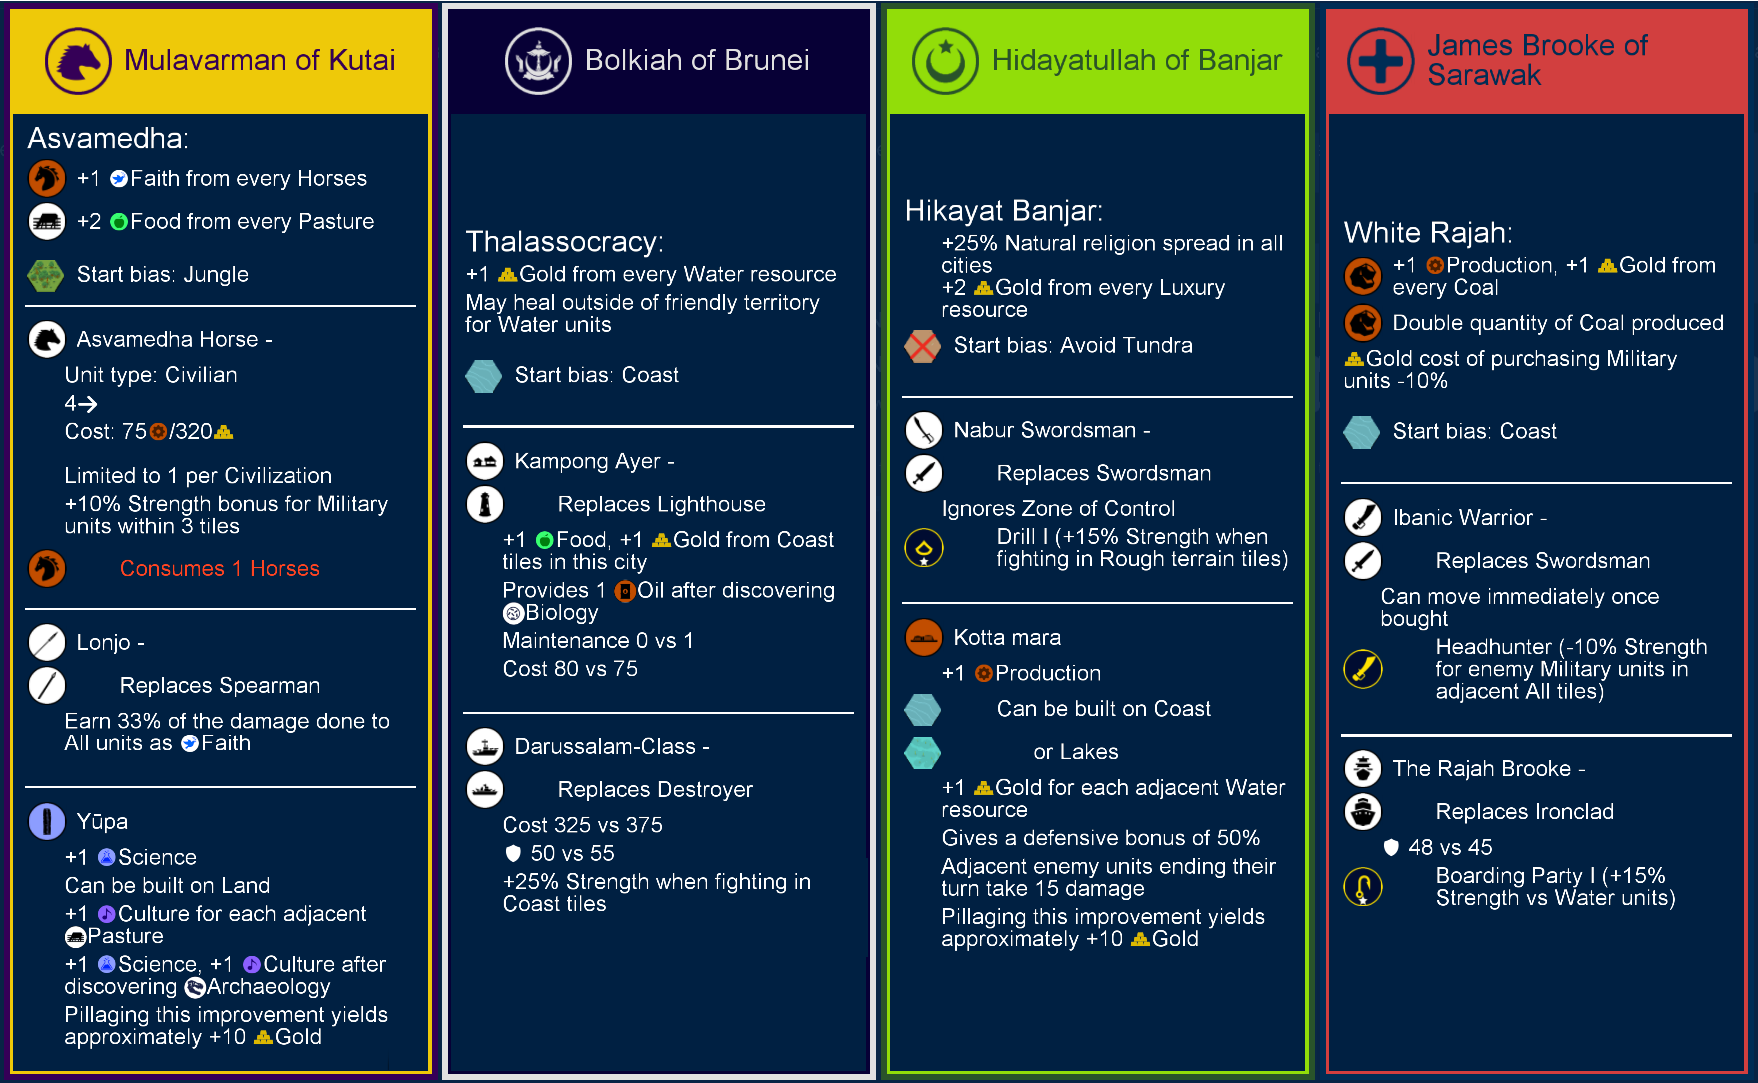 Mulavarman of Kutai
Asvamedha:
+1 Faith from every Horses
+2 Food from every Pasture
Start bias: Jungle
Asvamedha Horse -
Unit type: Civilian
4→
Cost: 75/320
Limited to 1 per Civilization
+10% Strength bonus for Military
units within 3 tiles
Consumes 1 Horses
Lonjo -
Replaces Spearman
Earn 33% of the damage done to
All units as Faith
Yūpa
+1 Science
Can be built on Land
+1 Culture for each adjacent
Pasture
+1 Science, +1 Culture after
discovering Archaeology
Pillaging this improvement yields
approximately +10 Gold
Bolkiah of Brunei
Thalassocracy:
+1 Gold from every Water resource
May heal outside of friendly territory
for Water units
Start bias: Coast
Kampong Ayer -
Replaces Lighthouse
+1 Food, +1 Gold from Coast
tiles in this city
Provides 1 Oil after discovering
Biology
Maintenance 0 vs 1
Cost 80 vs 75
Darussalam-Class -
Replaces Destroyer
Cost 325 vs 375
50 vs 55
+25% Strength when fighting in
Coast tiles
Hidayatullah of Banjar
Hikayat Banjar:
+25% Natural religion spread in all
cities
+2 Gold from every Luxury
resource
Start bias: Avoid Tundra
Nabur Swordsman -
Replaces Swordsman
Ignores Zone of Control
Drill I (+15% Strength when
fighting in Rough terrain tiles)
Kotta mara
+1 Production
Can be built on Coast
or Lakes
+1 Gold for each adjacent Water
resource
Gives a defensive bonus of 50%
Adjacent enemy units ending their
turn take 15 damage
Pillaging this improvement yields
approximately +10 Gold
James Brooke of
Sarawak
White Rajah:
+1 Production, +1 Gold from
every Coal
Double quantity of Coal produced
Gold cost of purchasing Military
units -10%
Start bias: Coast
Ibanic Warrior -
Replaces Swordsman
Can move immediately once
bought
Headhunter (-10% Strength
for enemy Military units in
adjacent All tiles)
The Rajah Brooke -
Replaces Ironclad
48 vs 45
Boarding Party I (+15%
Strength vs Water units)